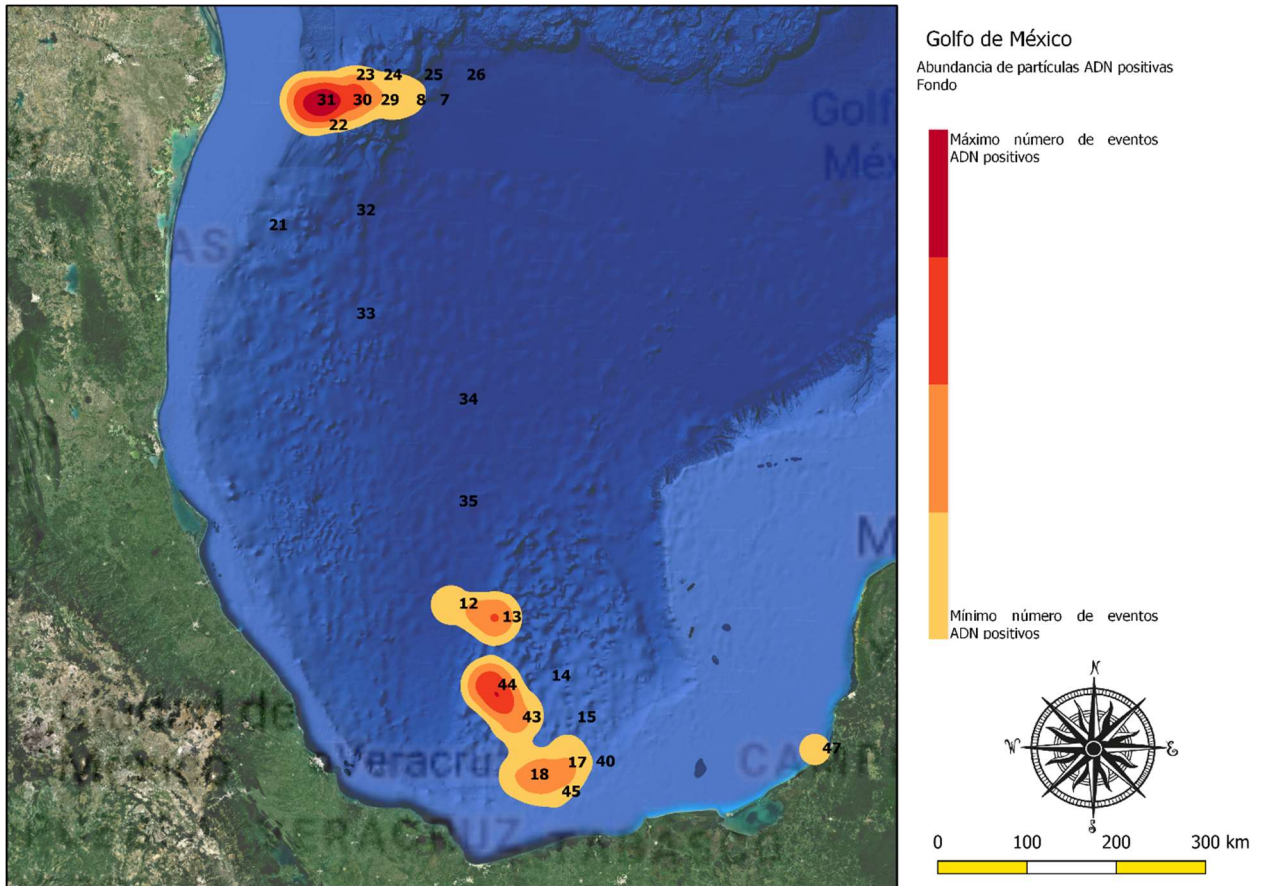 Golfo de México
Abundancia de partículas ADN positivas
Fondo
Máximo número de eventos
ADN positivos
Mínimo número de eventos
ADN positivos
N
W
E
S
0 100 200 300 km
23 24 25 26
31 30 29 8 7
22
Golf
Méx
32
21
33
34
35
12
13
14
44
43 15
47
Veracruz
17 40
18
45